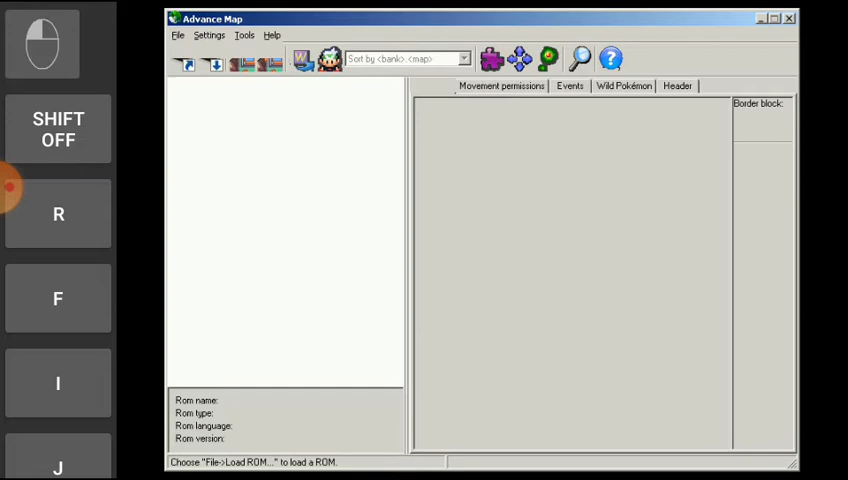 Advance Map
File Settings Tools Help
Sort by <bank>.<map>
Movement permissions Events Wild Pokémon Header
Border block:
SHIFT
OFF
R
F
I
J
Rom name:
Rom type:
Rom language:
Rom version:
Choose "File->Load ROM..." to load a ROM.